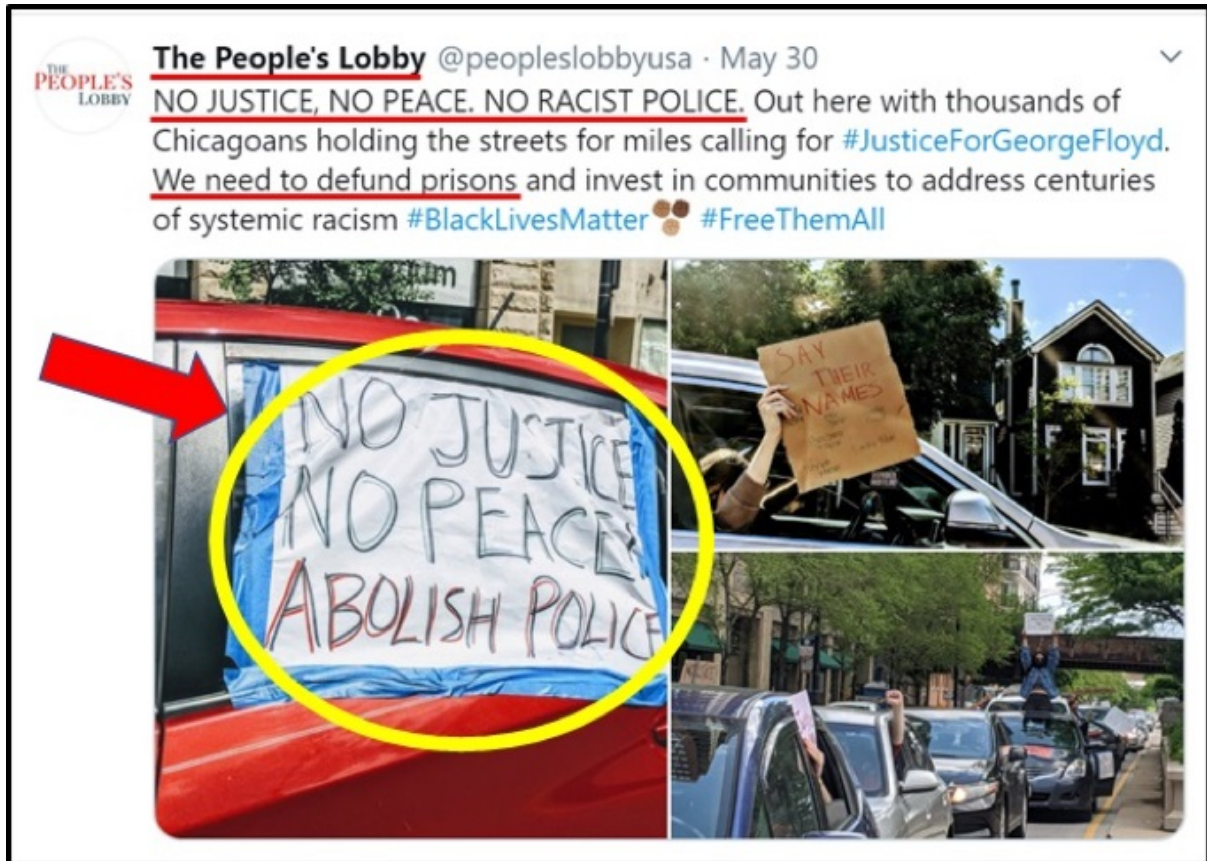 THE
PEOPLE'S
LOBBY
The People's Lobby @peopleslobbyusa · May 30
NO JUSTICE, NO PEACE. NO RACIST POLICE. Out here with thousands of
Chicagoans holding the streets for miles calling for #JusticeForGeorgeFloyd.
We need to defund prisons and invest in communities to address centuries
of systemic racism #BlackLivesMatter #FreeThemAll
NO JUSTICE
NO PEACE
ABOLISH POLICE
SAY
THEIR
NAMES